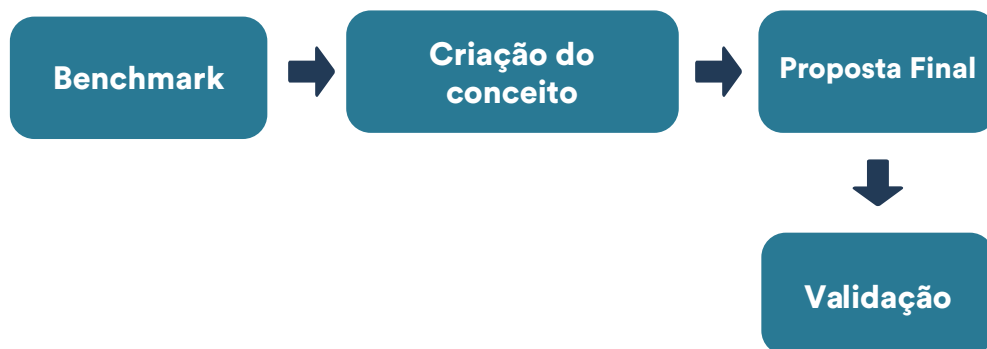 Benchmark
Criação do
conceito
Proposta Final
Validação